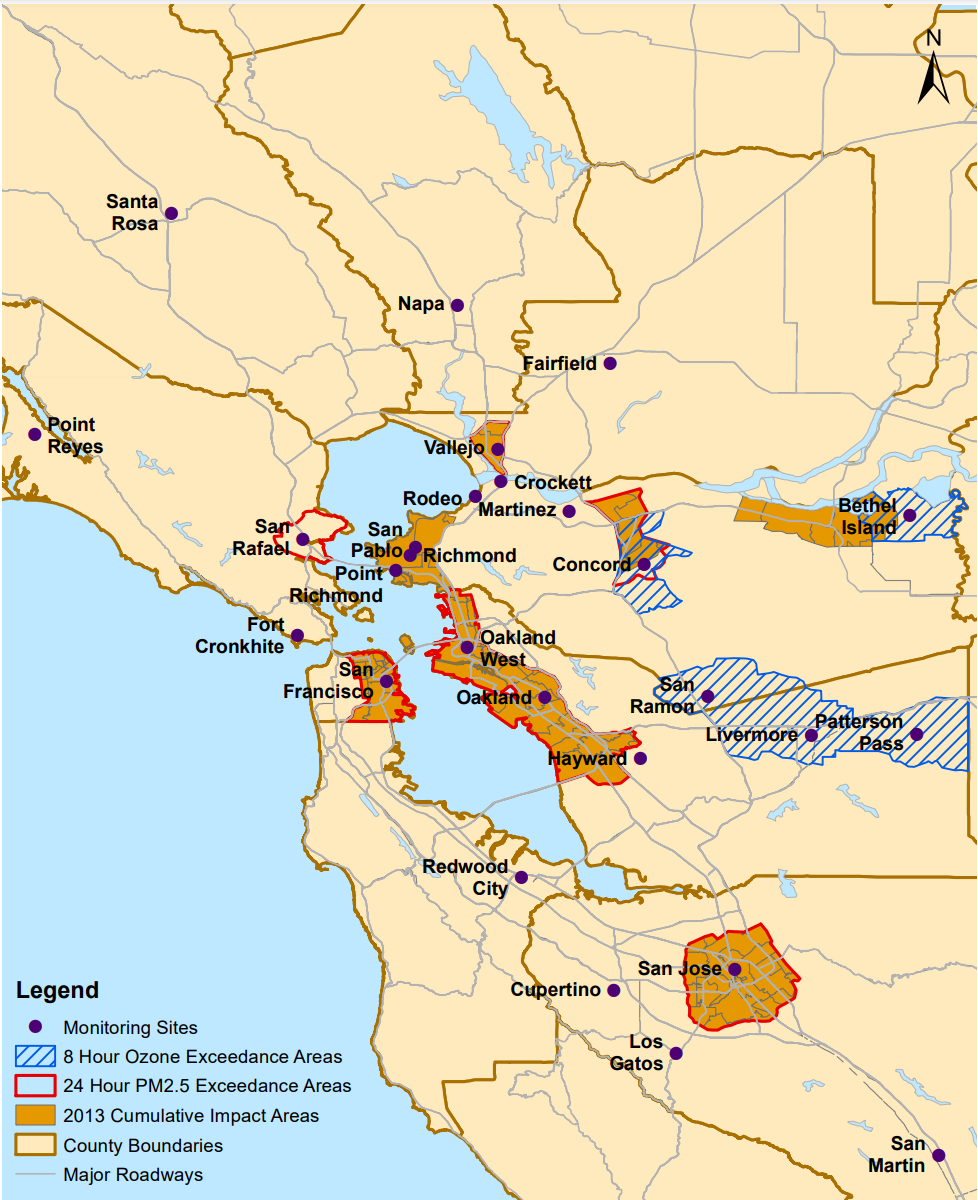 N
Santa
Rosa
Napa
Fairfield
Point
Reyes
Vallejo
Crockett
Rodeo
Martinez
Bethel
Island
San
Rafael
San
Pablo
Richmond
Concord
Point
Richmond
Fort
Cronkhite
Oakland
West
San
Francisco
Oakland
San
Ramon
Livermore
Patterson
Pass
Hayward
Redwood
City
San Jose
Cupertino
Los
Gatos
San
Martin
Legend
Monitoring Sites
8 Hour Ozone Exceedance Areas
24 Hour PM2.5 Exceedance Areas
2013 Cumulative Impact Areas
County Boundaries
Major Roadways